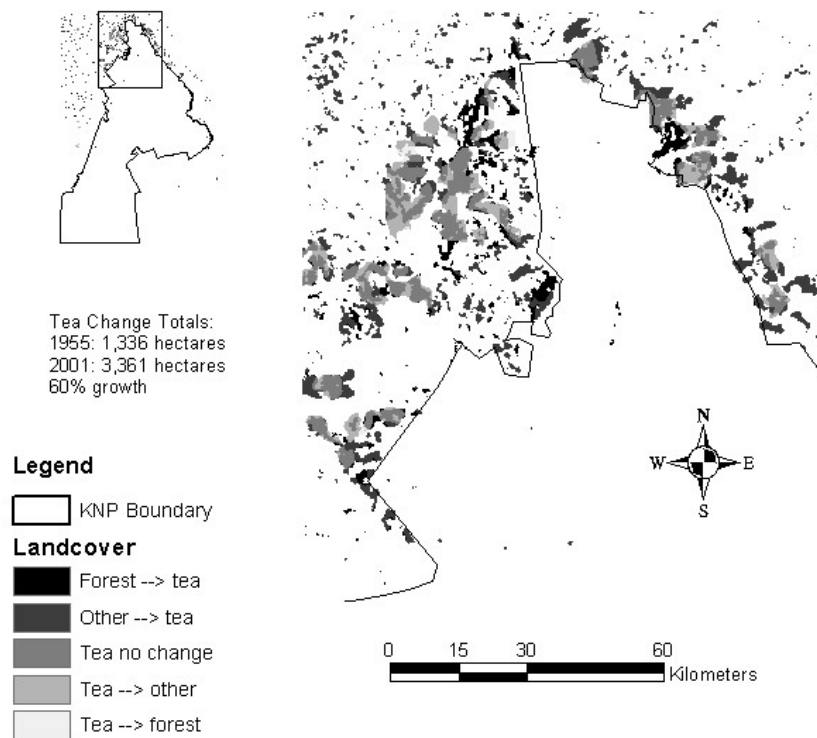 Tea Change Totals:
1955: 1,336 hectares
2001: 3,361 hectares
60% growth
Legend
KNP Boundary
Landcover
Forest --> tea
Other --> tea
Tea no change
Tea --> other
Tea --> forest
N
W E
S
0 15 30 60
Kilometers